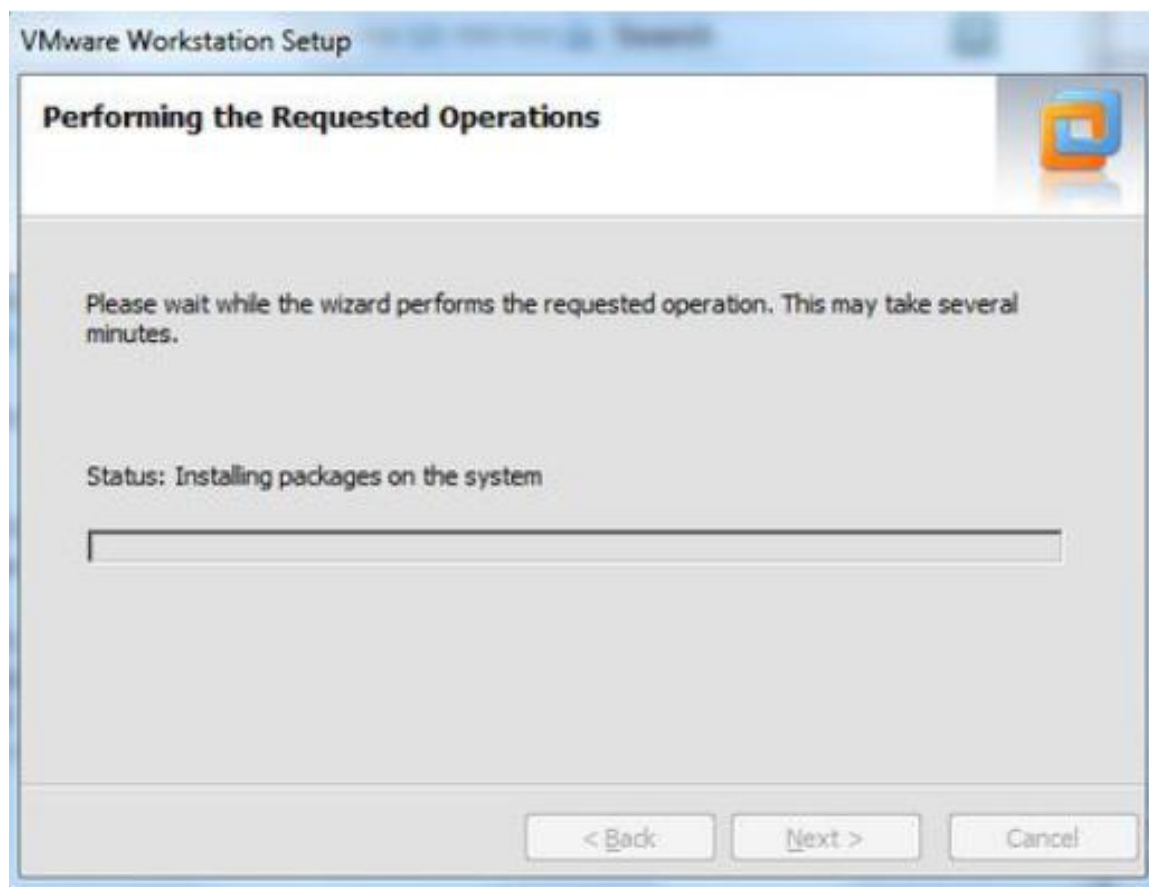 VMware Workstation Setup
Search
Performing the Requested Operations
Please wait while the wizard performs the requested operation. This may take several
minutes.
Status: Installing packages on the system
< Back
Next >
Cancel